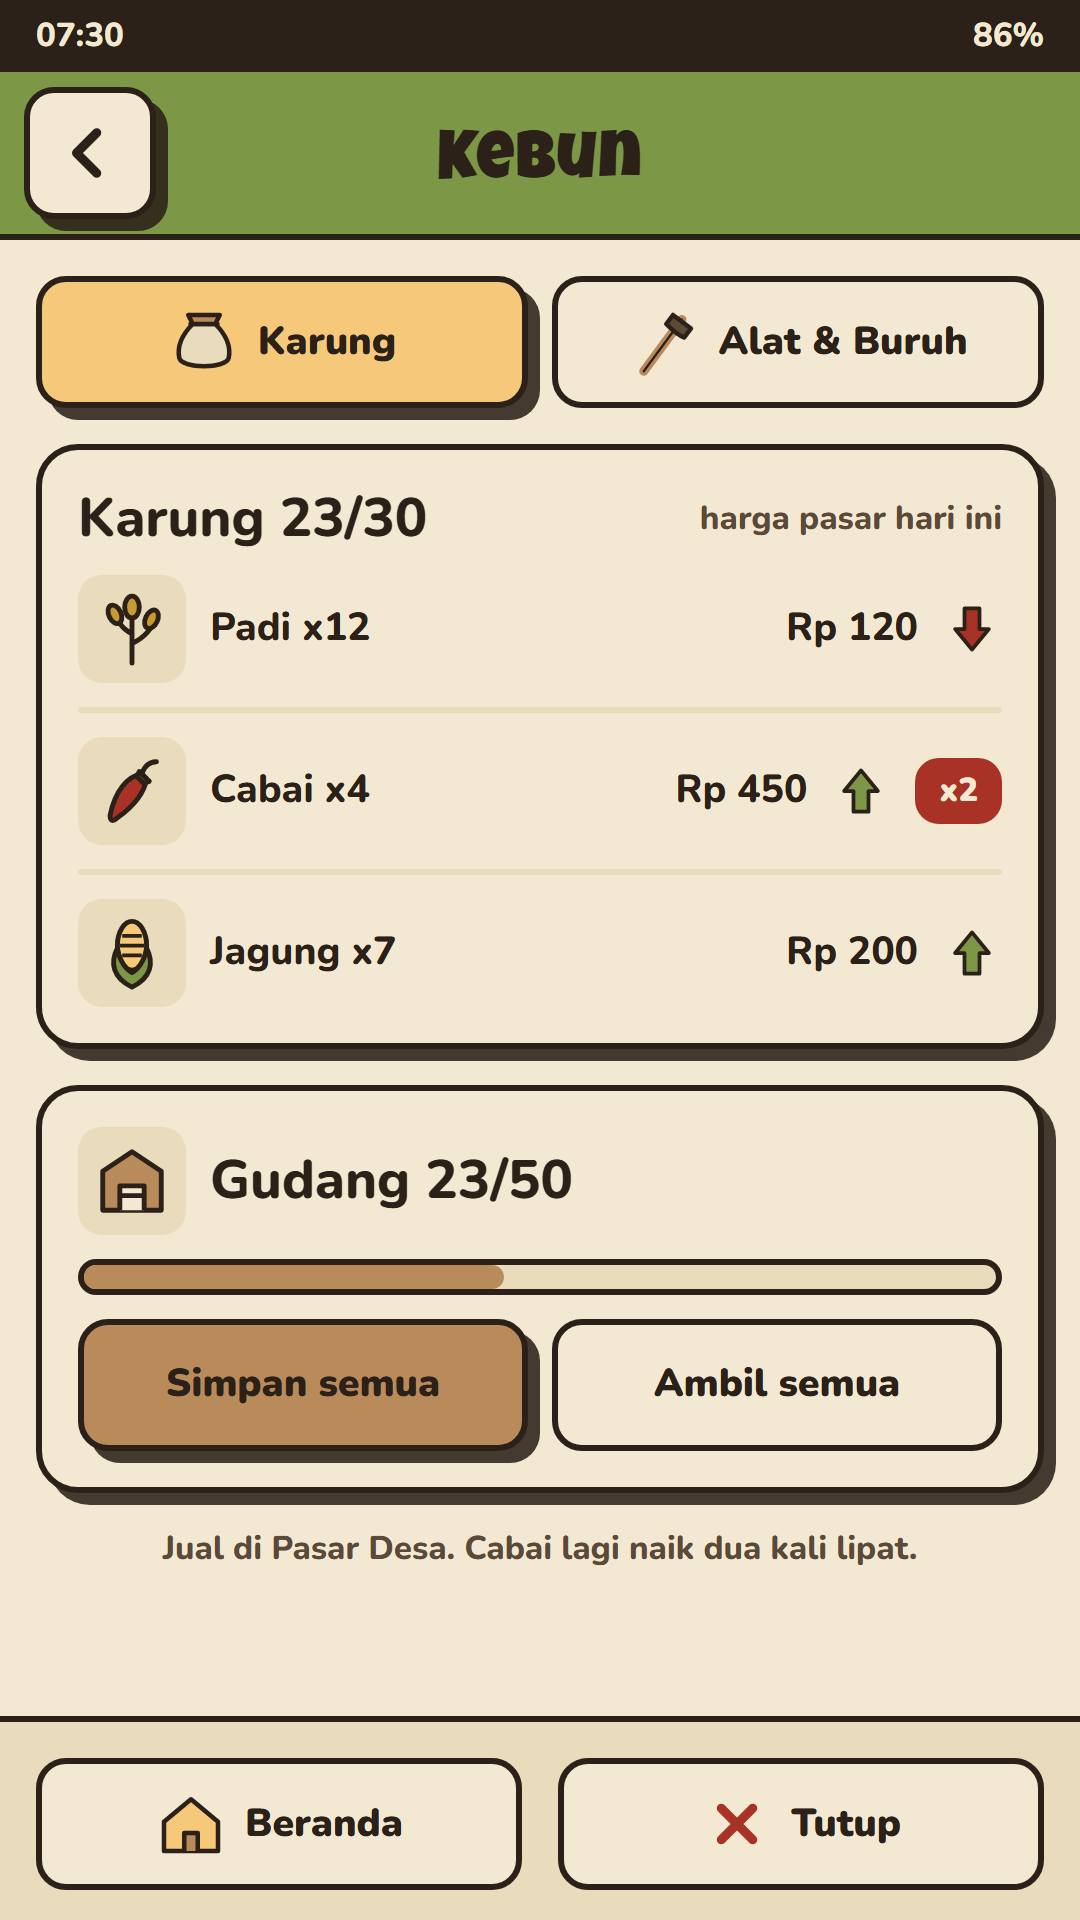 07:30 86%
Kebun
Karung
Alat & Buruh
Karung 23/30
harga pasar hari ini
Padi x12
Rp 120
Cabai x4
Rp 450
x2
Jagung x7
Rp 200
Gudang 23/50
Simpan semua
Ambil semua
Jual di Pasar Desa. Cabai lagi naik dua kali lipat.
Beranda
Tutup